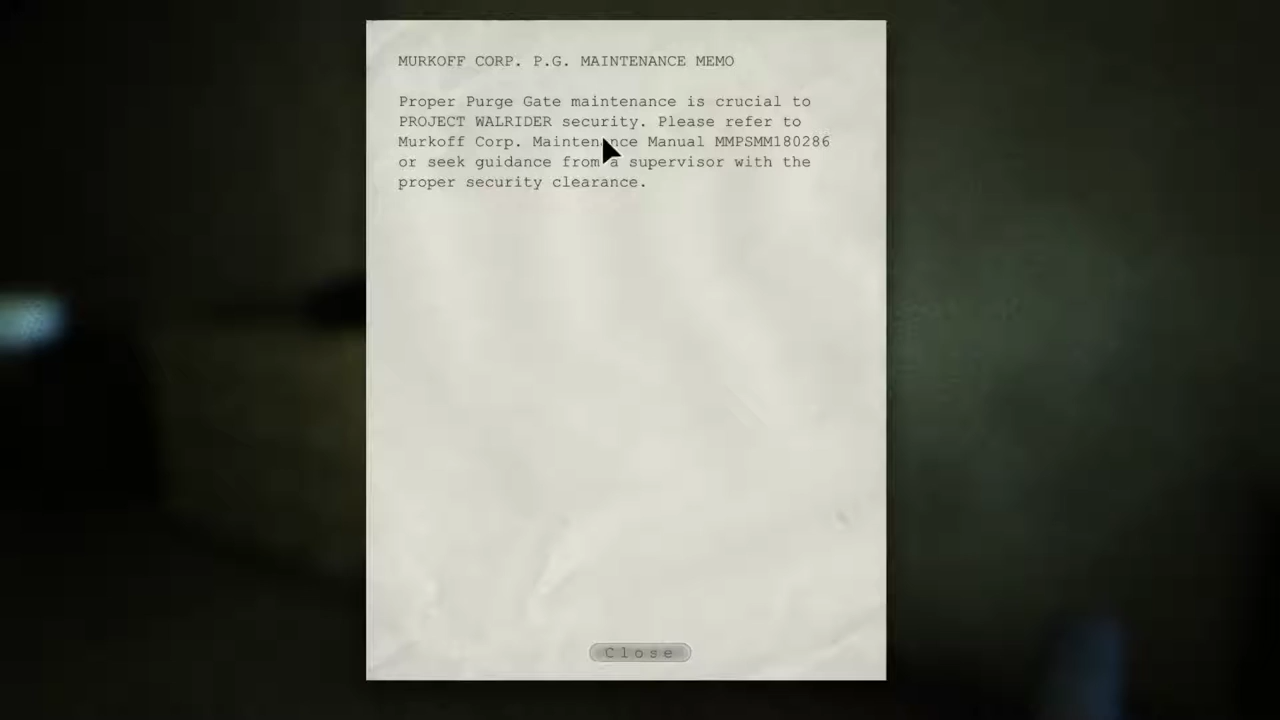 MURKOFF CORP. P.G. MAINTENANCE MEMO
Proper Purge Gate maintenance is crucial to
PROJECT WALRIDER security. Please refer to
Murkoff Corp. Maintenance Manual MMPSMM180286
or seek guidance from a supervisor with the
proper security clearance.
Close